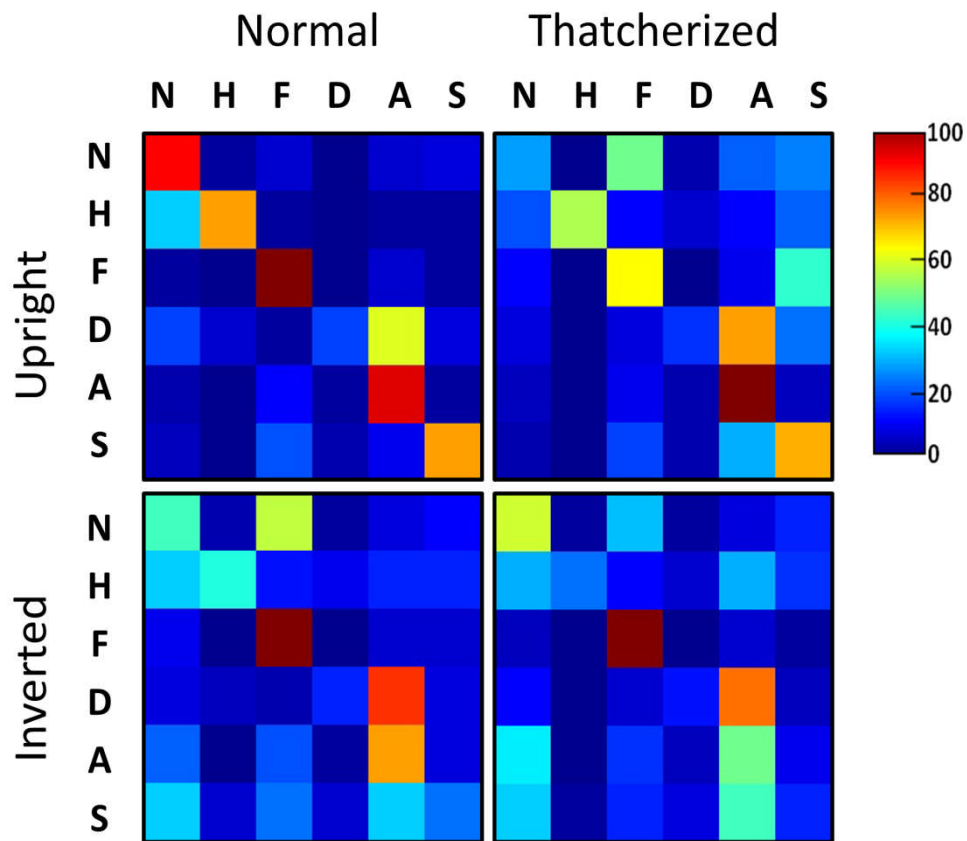 Normal Thatcherized
N H F D A S N H F D A S
Upright
N
H
F
D
A
S
100
80
60
40
20
0
Inverted
N
H
F
D
A
S